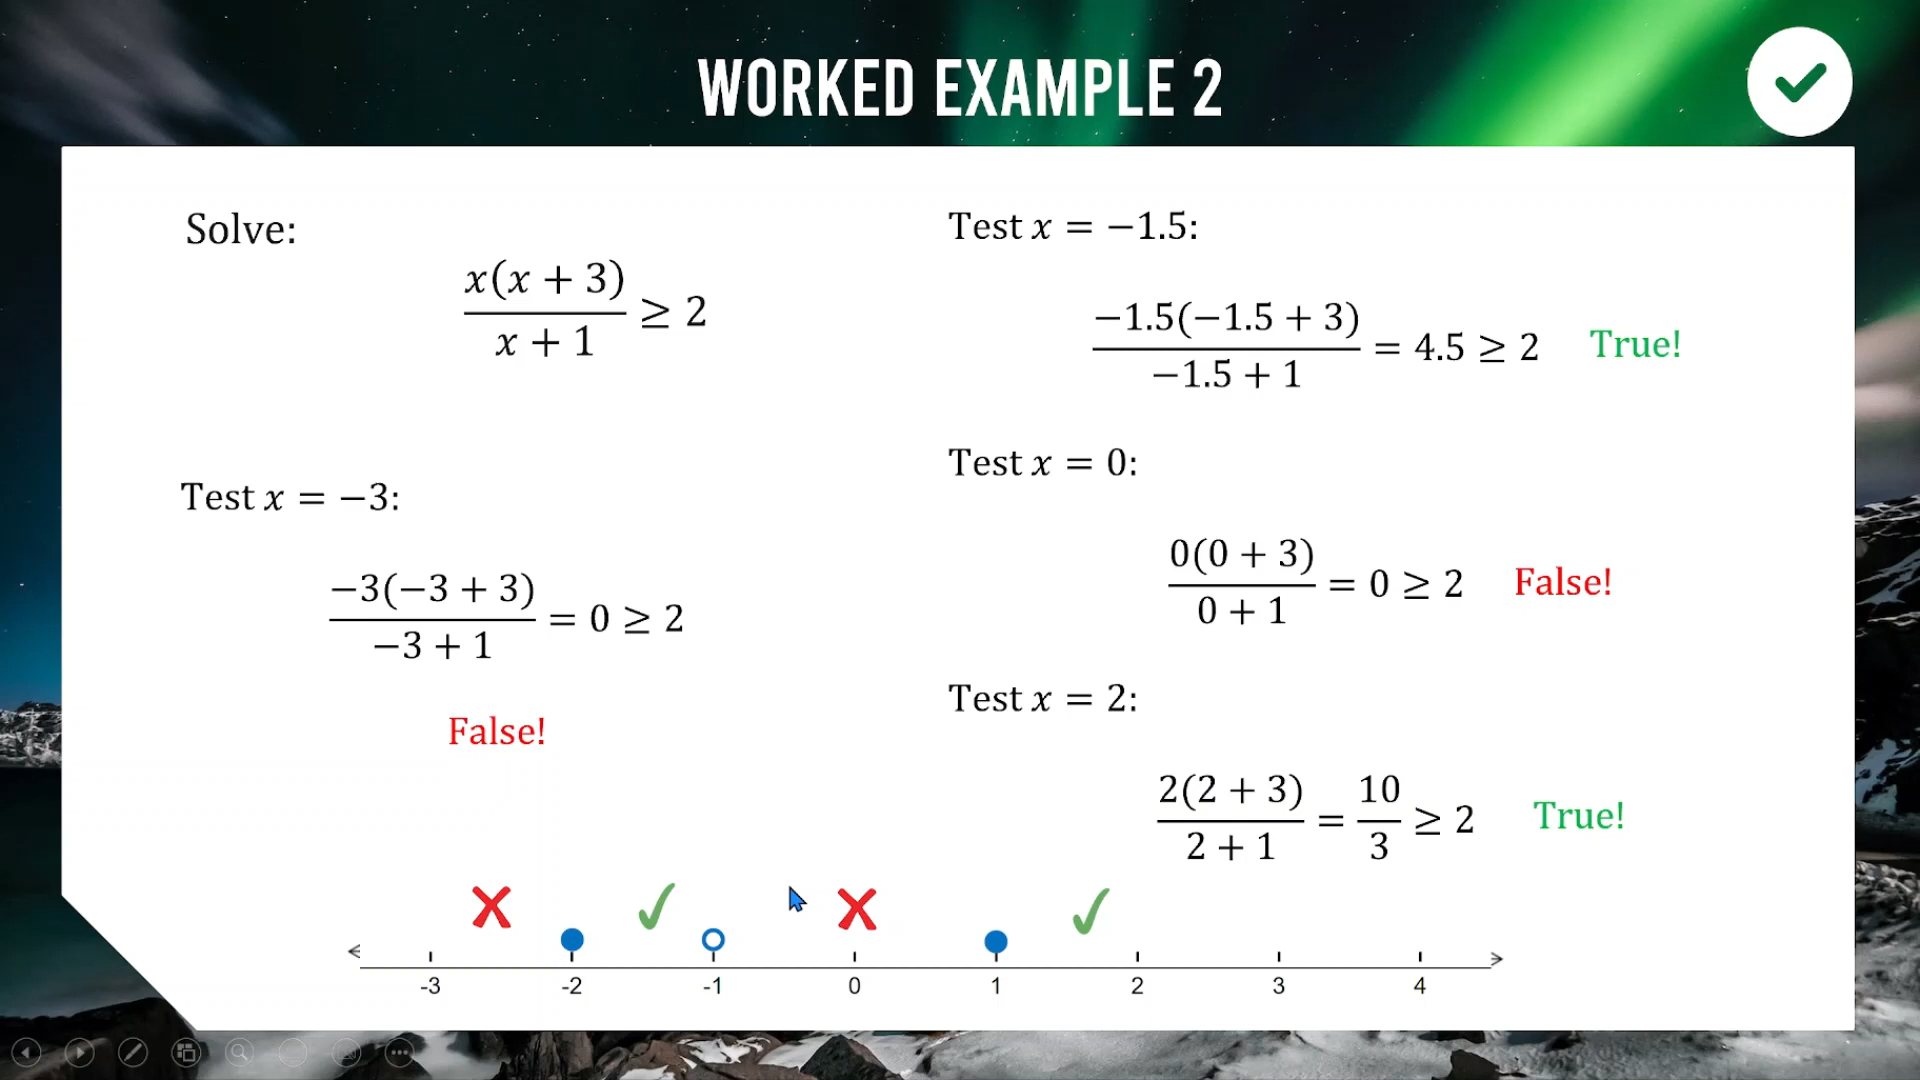 WORKED EXAMPLE 2
Solve:
x(x + 3)
x + 1
≥ 2
Test x = −3:
−3(−3 + 3)
−3 + 1
= 0 ≥ 2
False!
Test x = −1.5:
−1.5(−1.5 + 3)
−1.5 + 1
= 4.5 ≥ 2
True!
Test x = 0:
0(0 + 3)
0 + 1
= 0 ≥ 2
False!
Test x = 2:
2(2 + 3)
2 + 1
=
10
3
≥ 2
True!
-3 -2 -1 0 1 2 3 4